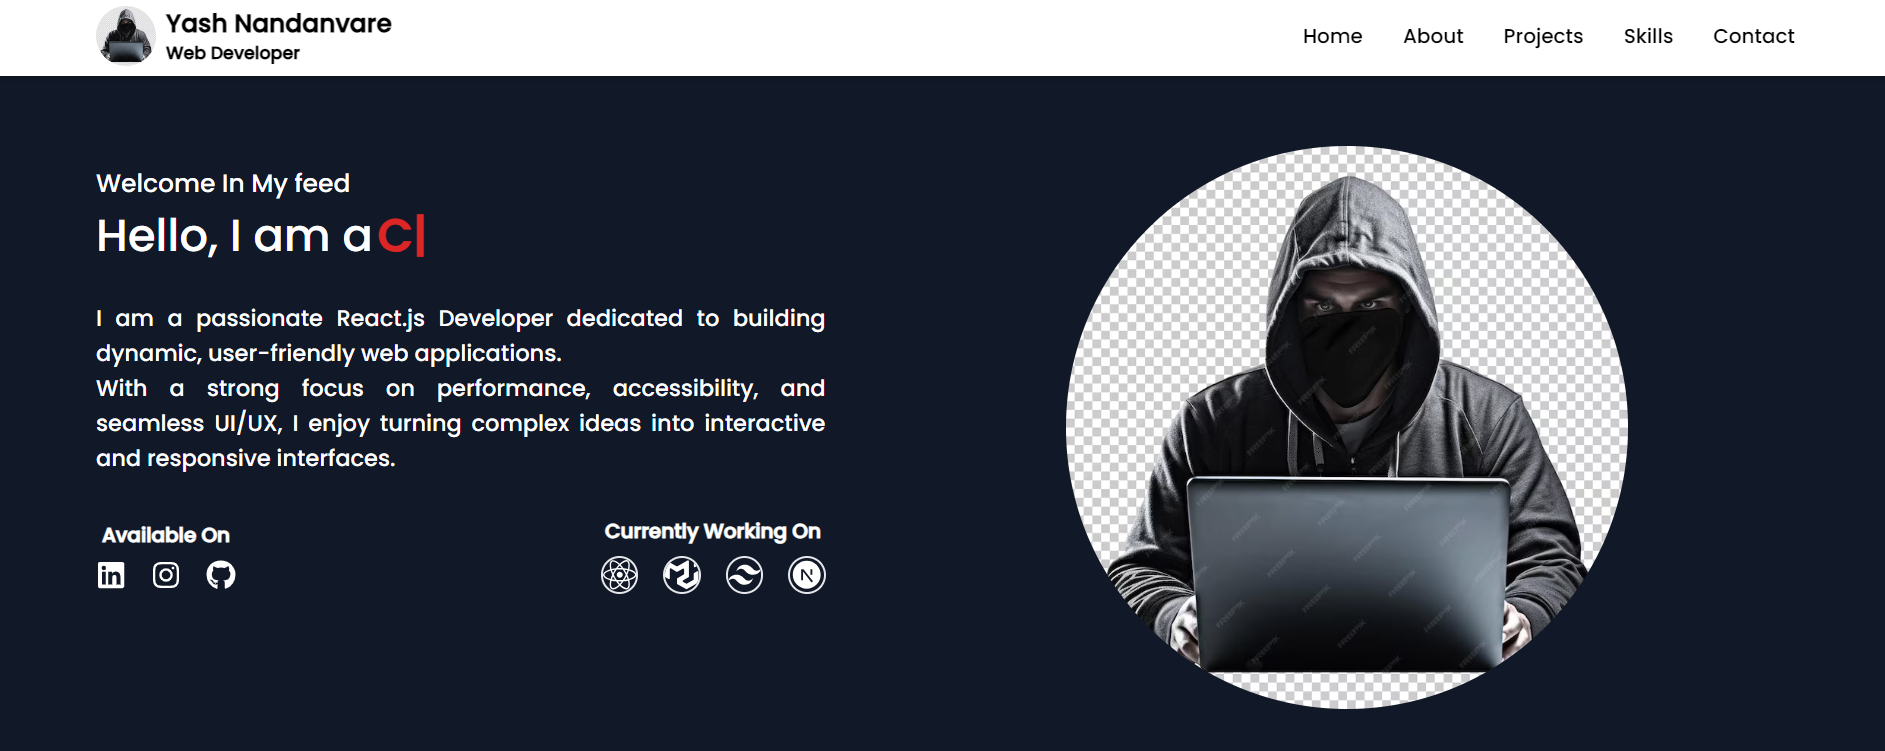 Yash Nandanvare
Web Developer
Home About Projects Skills Contact
Welcome In My feed
Hello, I am a C|
I am a passionate React.js Developer dedicated to building
dynamic, user-friendly web applications.
With a strong focus on performance, accessibility, and
seamless UI/UX, I enjoy turning complex ideas into interactive
and responsive interfaces.
Available On
Currently Working On
in
N
FREEPIK